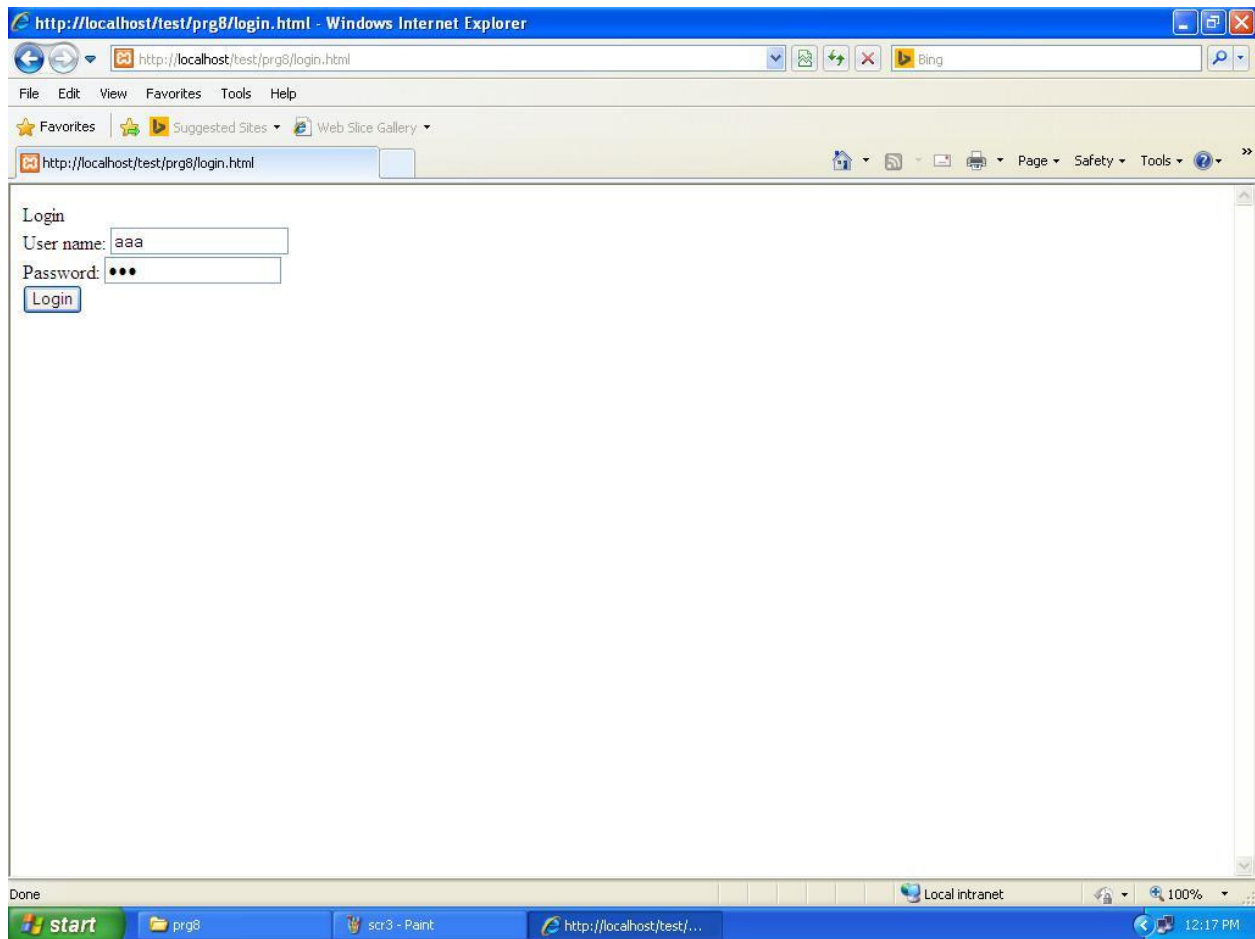 http://localhost/test/prg8/login.html - Windows Internet Explorer
http://localhost/test/prg8/login.html
Bing
File Edit View Favorites Tools Help
Favorites Suggested Sites Web Slice Gallery
http://localhost/test/prg8/login.html
Page Safety Tools »
Login
User name: aaa
Password: •••
Login
Done Local intranet 100%
start prg8 scr3 - Paint http://localhost/test/... 12:17 PM